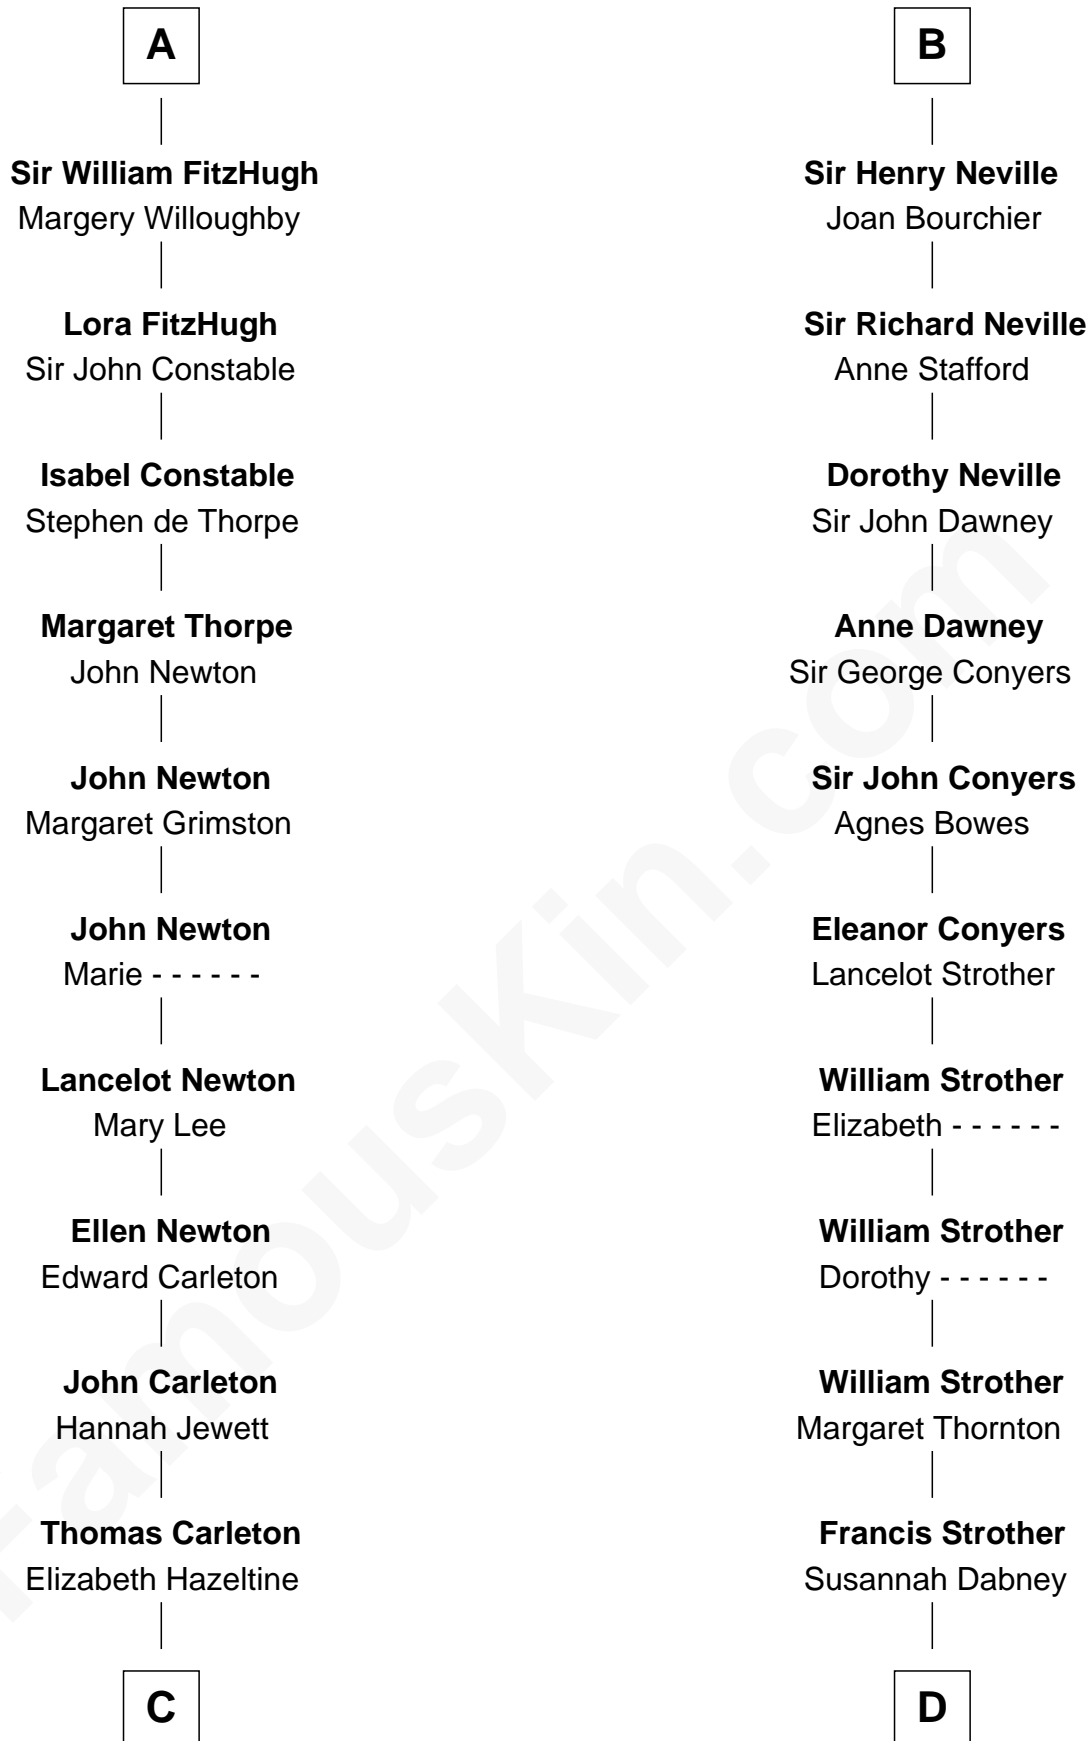 A
Sir William FitzHugh
Margery Willoughby
Lora FitzHugh
Sir John Constable
Isabel Constable
Stephen de Thorpe
Margaret Thorpe
John Newton
John Newton
Margaret Grimston
John Newton
Marie - - - - - -
Lancelot Newton
Mary Lee
Ellen Newton
Edward Carleton
John Carleton
Hannah Jewett
Thomas Carleton
Elizabeth Hazeltine
C
B
Sir Henry Neville
Joan Bourchier
Sir Richard Neville
Anne Stafford
Dorothy Neville
Sir John Dawney
Anne Dawney
Sir George Conyers
Sir John Conyers
Agnes Bowes
Eleanor Conyers
Lancelot Strother
William Strother
Elizabeth - - - - - -
William Strother
Dorothy - - - - - -
William Strother
Margaret Thornton
Francis Strother
Susannah Dabney
D
FamousKin.com